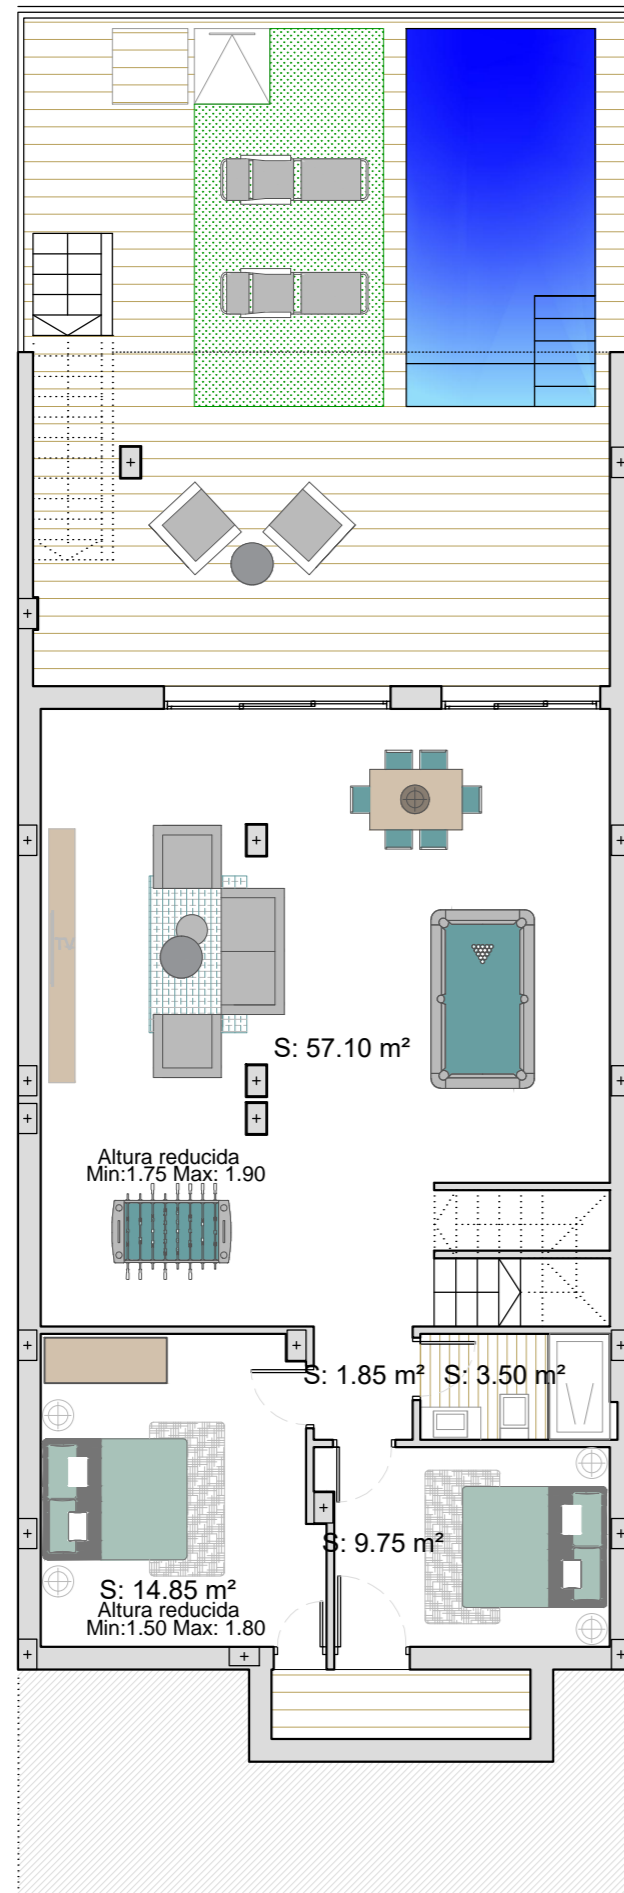 TV
S: 57.10 m²
Altura reducida
Min:1.75 Max: 1.90
S: 1.85 m²
S: 3.50 m²
S: 9.75 m²
S: 14.85 m²
Altura reducida
Min:1.50 Max: 1.80